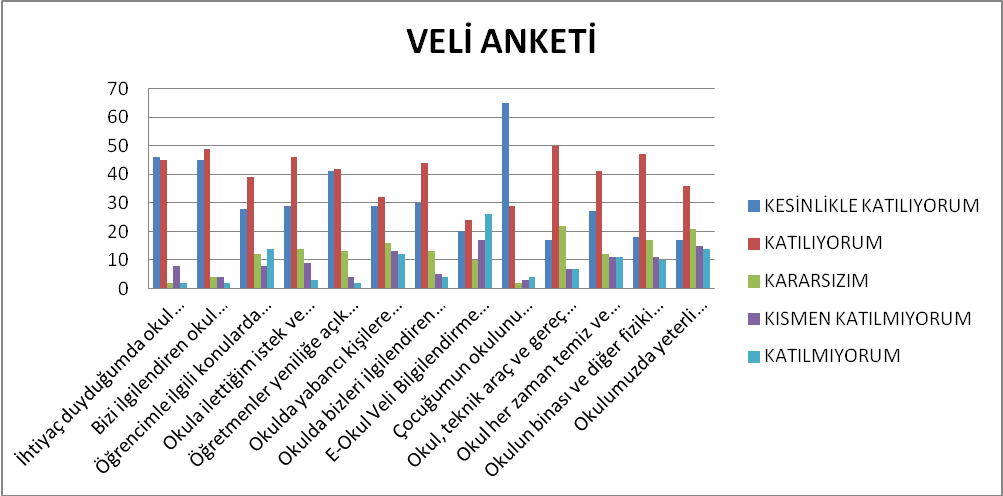 VELİ ANKETİ
70
60
50
40
30
20
10
0
İhtiyaç duyduğumda okul...
Bizi ilgilendiren okul...
Öğrencimle ilgili konularda...
Okula ilettiğim istek ve...
Öğretmenler yeniliğe açık...
Okulda yabancı kişilere...
Okulda bizleri ilgilendiren...
E-Okul Veli Bilgilendirme...
Çocuğumun okulunu...
Okul, teknik araç ve gereç...
Okul her zaman temiz ve...
Okulun binası ve diğer fiziki...
Okulumuzda yeterli...
KESİNLİKLE KATILIYORUM
KATILIYORUM
KARARSIZIM
KISMEN KATILMIYORUM
KATILMIYORUM